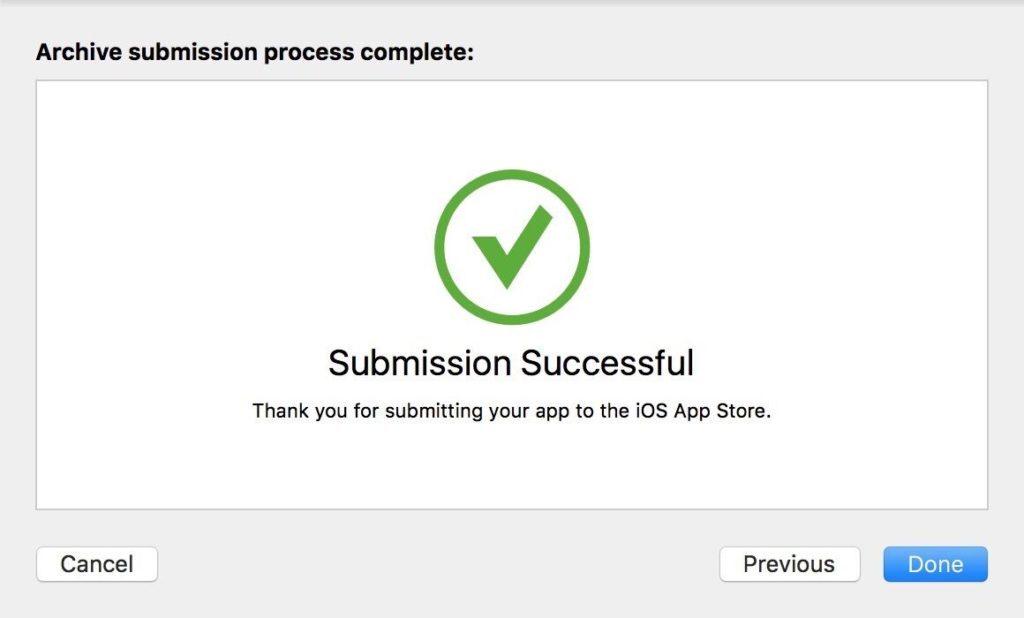 Archive submission process complete:
Submission Successful
Thank you for submitting your app to the iOS App Store.
Cancel
Previous
Done